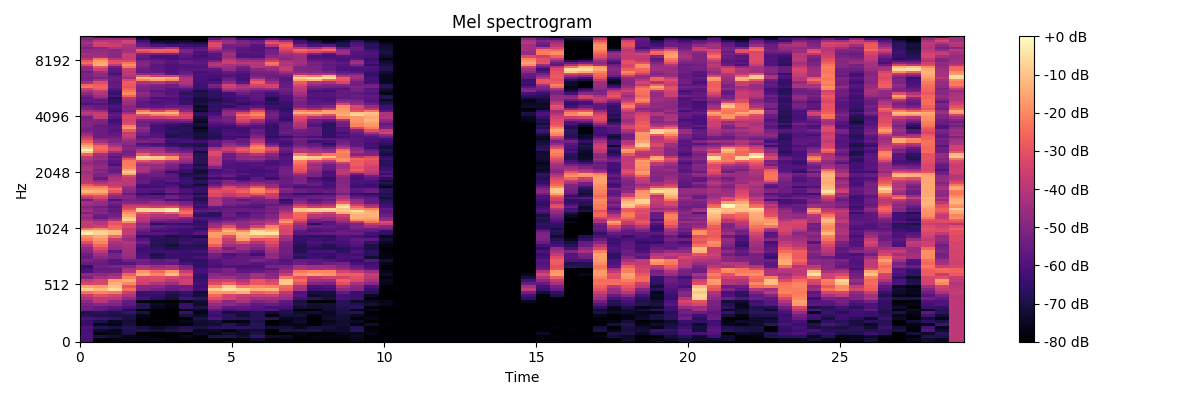 Mel spectrogram
Hz
8192
4096
2048
1024
512
0
0 5 10 15 20 25
Time
+0 dB
-10 dB
-20 dB
-30 dB
-40 dB
-50 dB
-60 dB
-70 dB
-80 dB